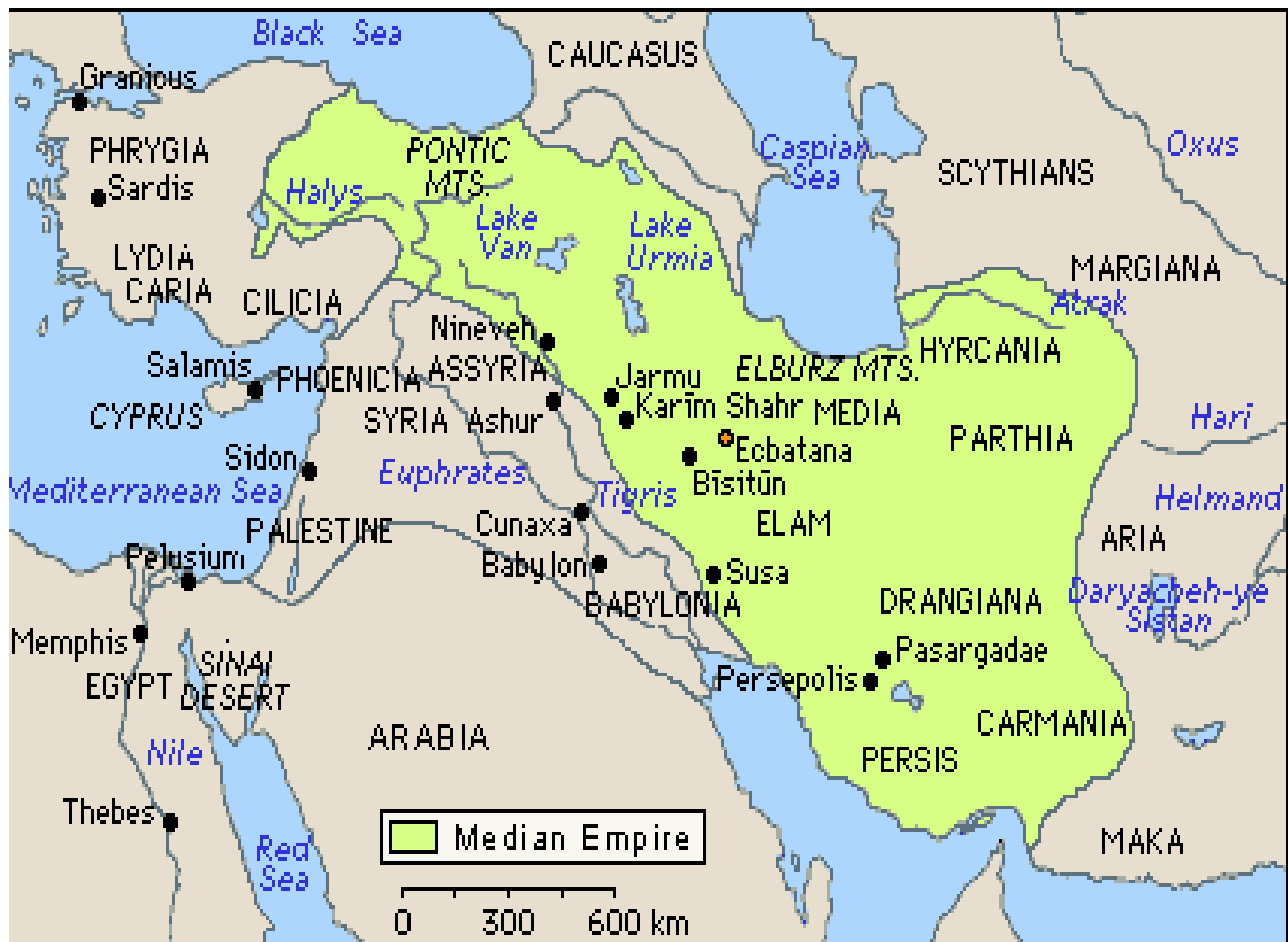 Black Sea
CAUCASUS
Granicus
Oxus
PHRYGIA
PONTIC
MTS.
Caspian
Sea
SCYTHIANS
Sardis
Halys
Lake
Van
Lake
Urmia
LYDIA
CARIA
CILICIA
MARGIANA
Atrak
Nineveh
HYRCANIA
Salamis
PHOENICIA
ASSYRIA
ELBURZ MTS.
Jarmu
Karīm Shahr
MEDIA
CYPRUS
SYRIA
Ashur
Hari
PARTHIA
Ecbatana
Sidon
Euphrates
Bīsitūn
Mediterranean Sea
Tigris
Helmand
PALESTINE
Cunaxa
ELAM
ARIA
Pelusium
Babylon
Susa
BABYLONIA
DRANGIANA
Daryacheh-ye
Sistan
Memphis
SINAI
DESERT
EGYPT
Pasargadae
Persepolis
CARMANIA
ARABIA
Nile
PERSIS
Thebes
Median Empire
MAKA
Red
Sea
0 300 600 km